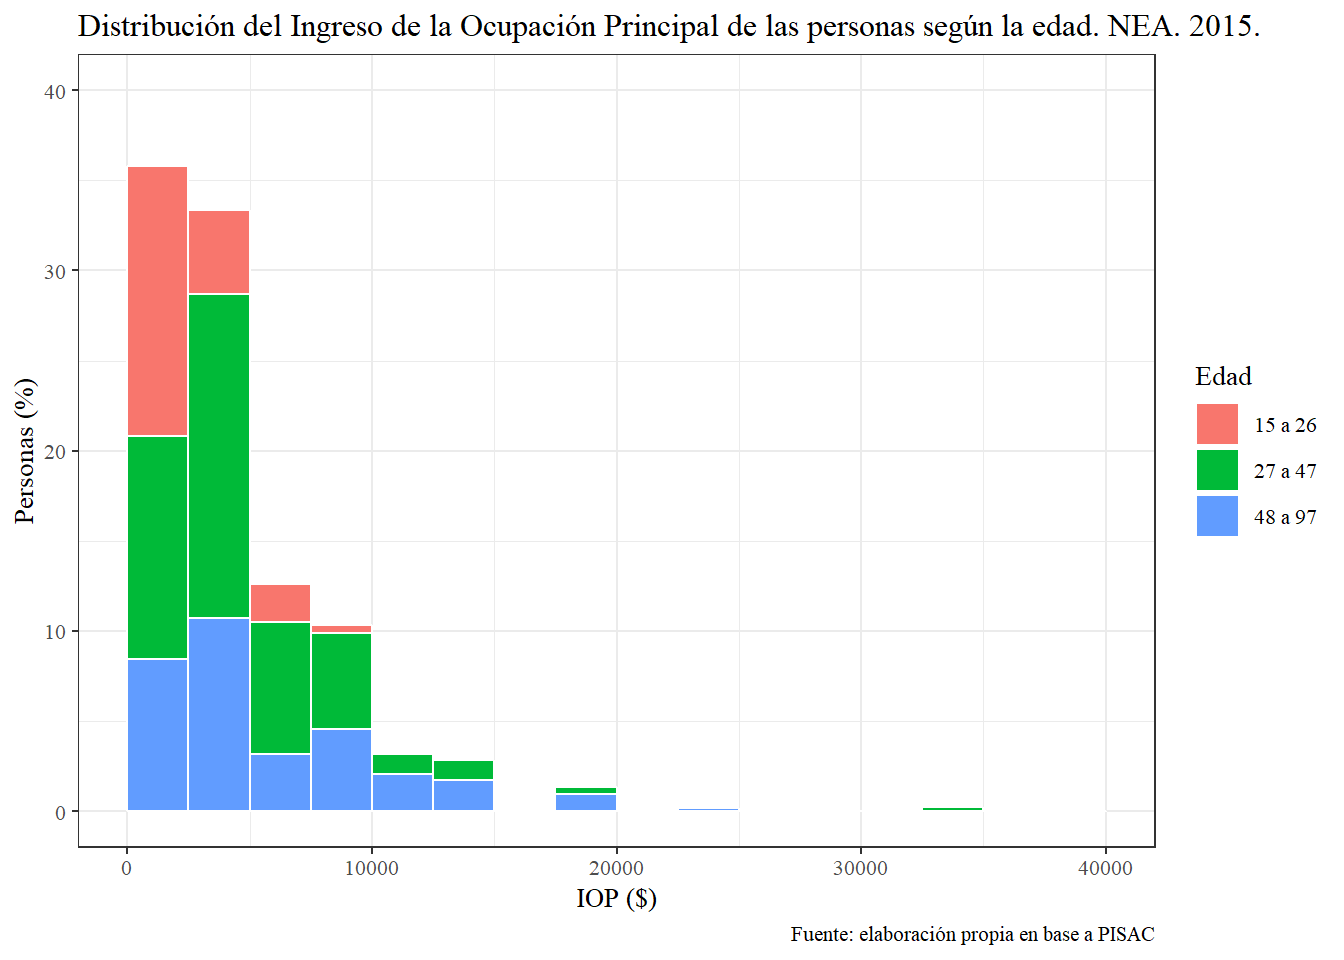 Distribución del Ingreso de la Ocupación Principal de las personas según la edad. NEA. 2015.
40
30
20
10
0
Personas (%)
0 10000 20000 30000 40000
IOP ($)
Edad
15 a 26
27 a 47
48 a 97
Fuente: elaboración propia en base a PISAC